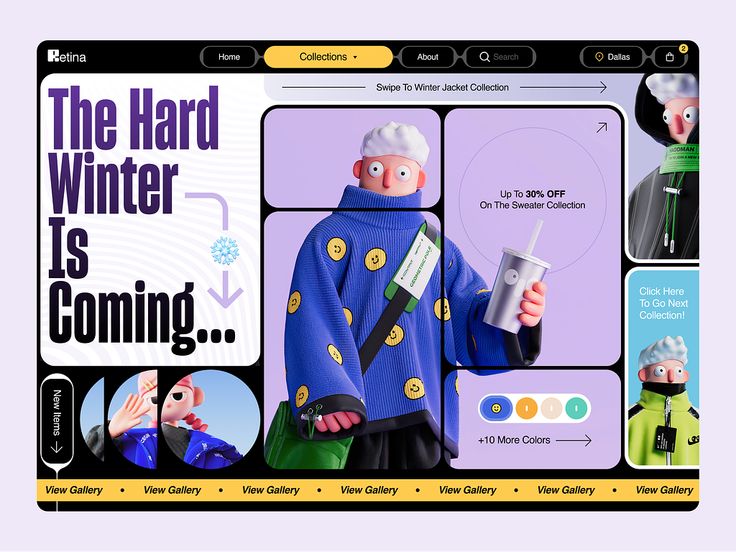 Retina
Home
Collections
About
Search
Dallas
2
The Hard
Winter
Is
Coming...
Swipe To Winter Jacket Collection
Up To 30% OFF
On The Sweater Collection
Click Here
To Go Next
Collection!
New Items
+10 More Colors
View Gallery • View Gallery • View Gallery • View Gallery • View Gallery • View Gallery • View Gallery